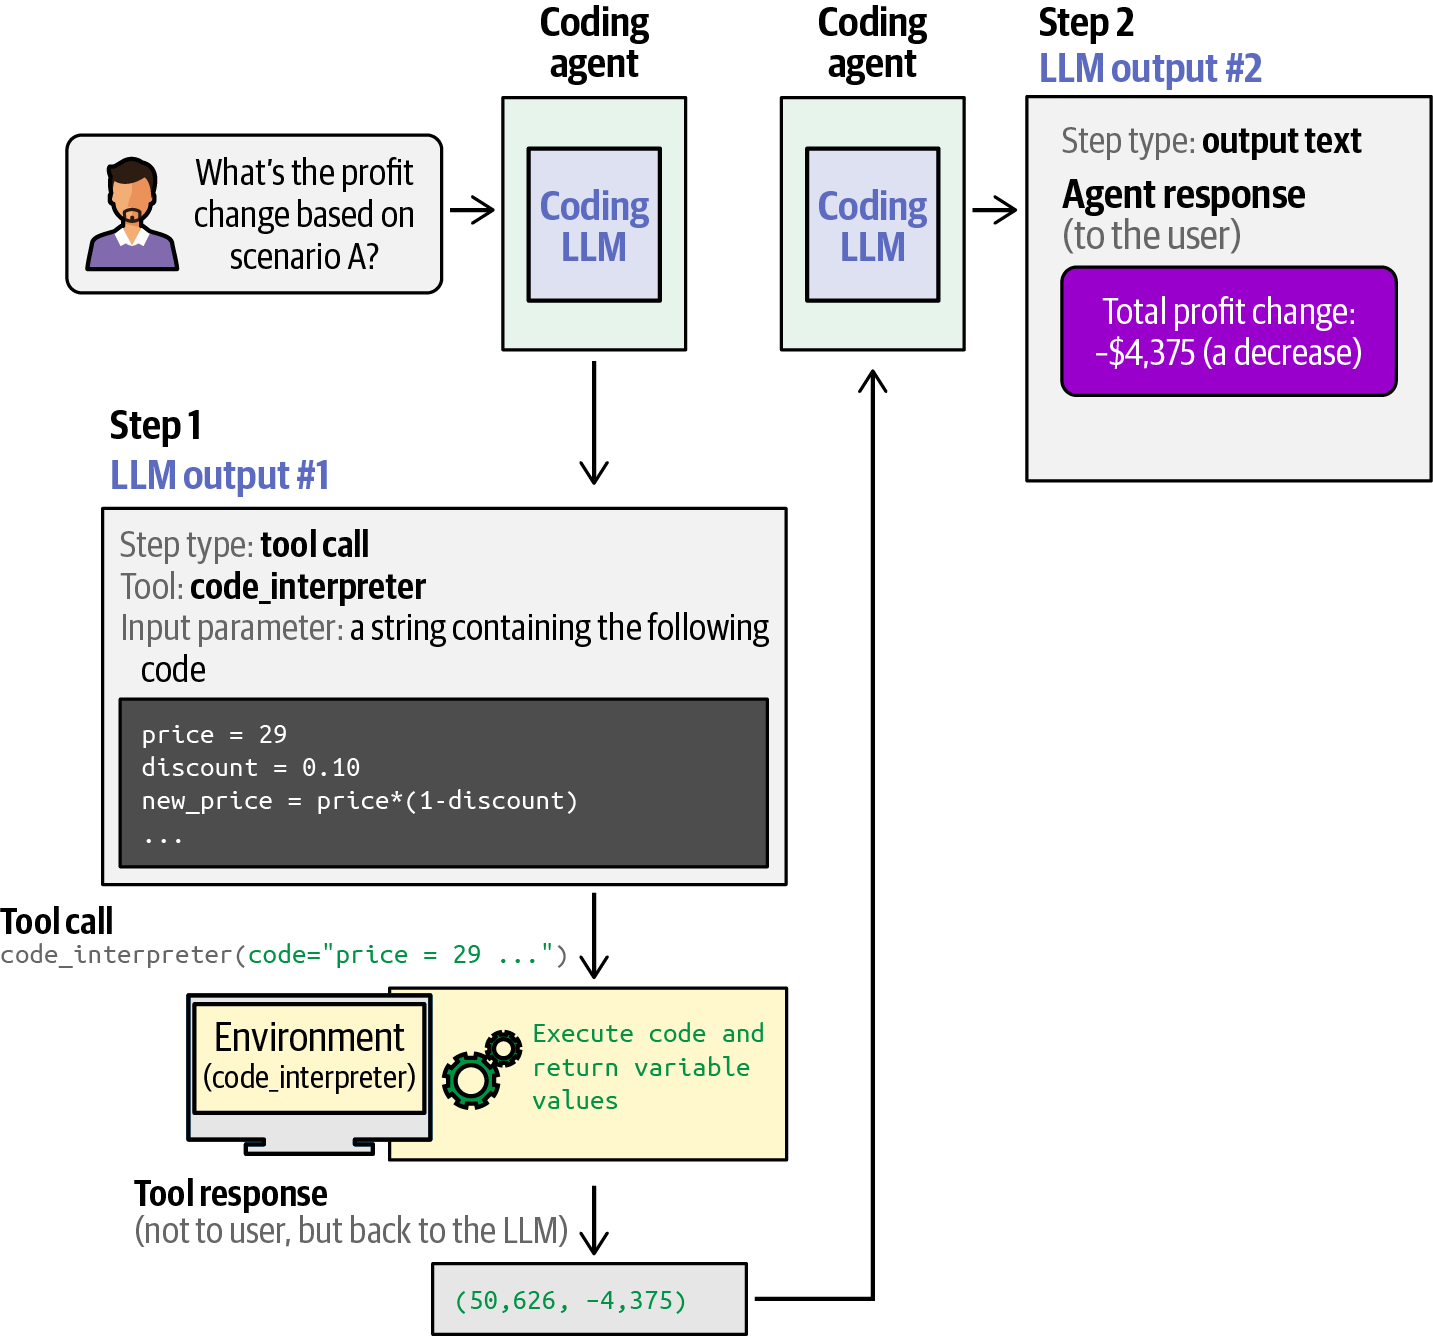 What's the profit
change based on
scenario A?
Coding
agent
Coding
LLM
Step 1
LLM output #1
Step type: tool call
Tool: code_interpreter
Input parameter: a string containing the following
code
price = 29
discount = 0.10
new_price = price*(1-discount)
...
Tool call
code_interpreter(code="price = 29 ...")
Environment
(code_interpreter)
Execute code and
return variable
values
Tool response
(not to user, but back to the LLM)
(50,626, –4,375)
Coding
agent
Coding
LLM
Step 2
LLM output #2
Step type: output text
Agent response
(to the user)
Total profit change:
–$4,375 (a decrease)